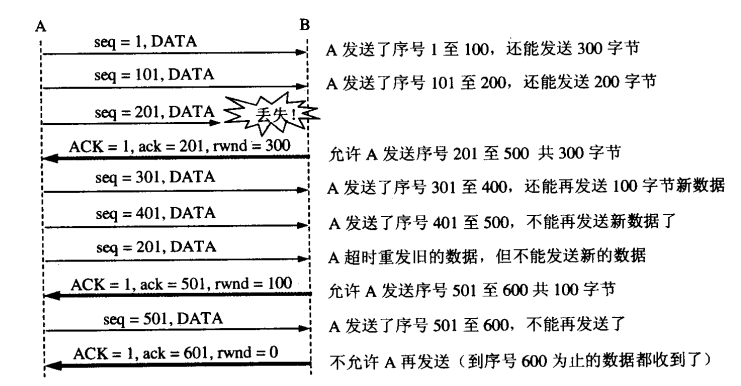 A B
seq = 1, DATA A 发送了序号 1 至 100，还能发送 300 字节
seq = 101, DATA A 发送了序号 101 至 200，还能发送 200 字节
seq = 201, DATA 丢失！
ACK = 1, ack = 201, rwnd = 300 允许 A 发送序号 201 至 500 共 300 字节
seq = 301, DATA A 发送了序号 301 至 400，还能再发送 100 字节新数据
seq = 401, DATA A 发送了序号 401 至 500，不能再发送新数据了
seq = 201, DATA A 超时重发旧的数据，但不能发送新的数据
ACK = 1, ack = 501, rwnd = 100 允许 A 发送序号 501 至 600 共 100 字节
seq = 501, DATA A 发送了序号 501 至 600，不能再发送了
ACK = 1, ack = 601, rwnd = 0 不允许 A 再发送（到序号 600 为止的数据都收到了）